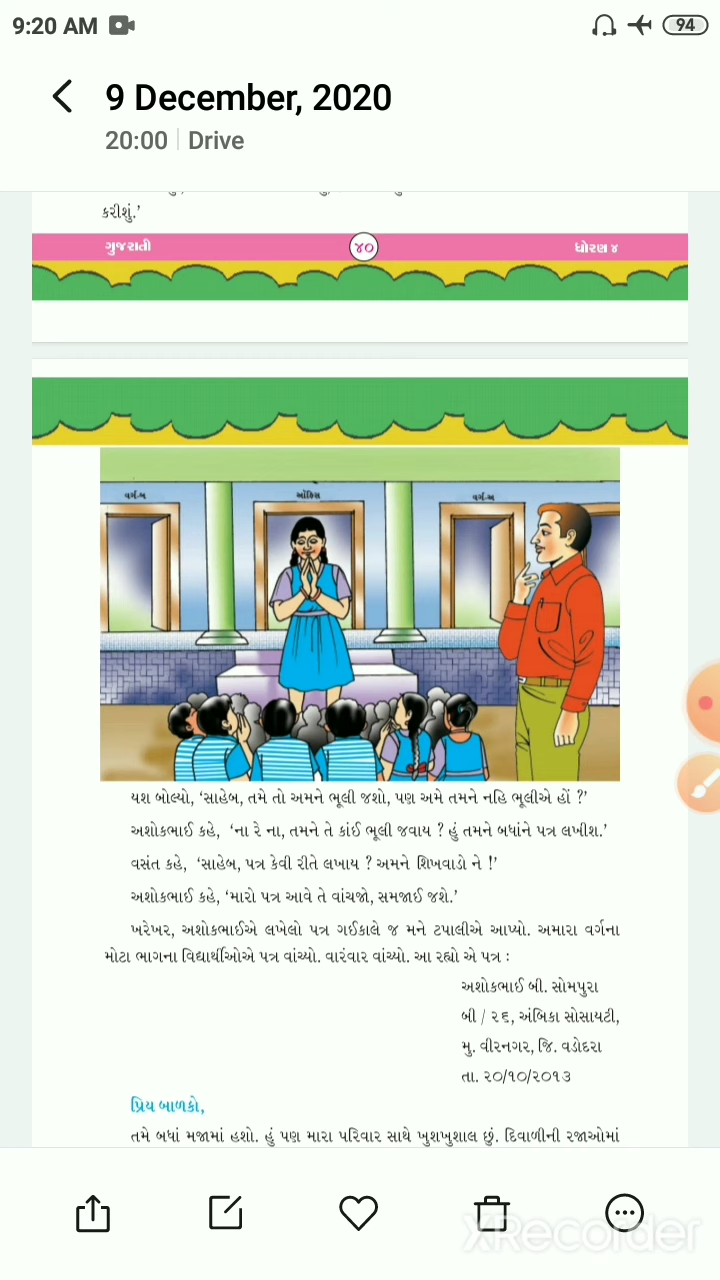 9:20 AM
94
9 December, 2020
20:00 | Drive
કરીશું.'
ગુજરાતી
૪૦
ધોરણ ૪
વર્ગ-બ
ઑફિસ
વર્ગ-અ
યશ બોલ્યો, 'સાહેબ, તમે તો અમને ભૂલી જશો, પણ અમે તમને નહિ ભૂલીએ હોં ?'
અશોકભાઈ કહે, 'ના રે ના, તમને તે કાંઈ ભૂલી જવાય ? હું તમને બધાંને પત્ર લખીશ.'
વસંત કહે, 'સાહેબ, પત્ર કેવી રીતે લખાય ? અમને શિખવાડો ને !'
અશોકભાઈ કહે, 'મારો પત્ર આવે તે વાંચજો, સમજાઈ જશે.'
ખરેખર, અશોકભાઈએ લખેલો પત્ર ગઈકાલે જ મને ટપાલીએ આપ્યો. અમારા વર્ગના
મોટા ભાગના વિદ્યાર્થીઓએ પત્ર વાંચ્યો. વારંવાર વાંચ્યો. આ રહ્યો એ પત્ર :
અશોકભાઈ બી. સોમપુરા
બી / ૨૬, અંબિકા સોસાયટી,
મુ. વીરનગર, જિ. વડોદરા
તા. ૨૦/૧૦/૨૦૧૩
પ્રિય બાળકો,
તમે બધાં મજામાં હશો. હું પણ મારા પરિવાર સાથે ખુશખુશાલ છું. દિવાળીની રજાઓમાં
XRecorder